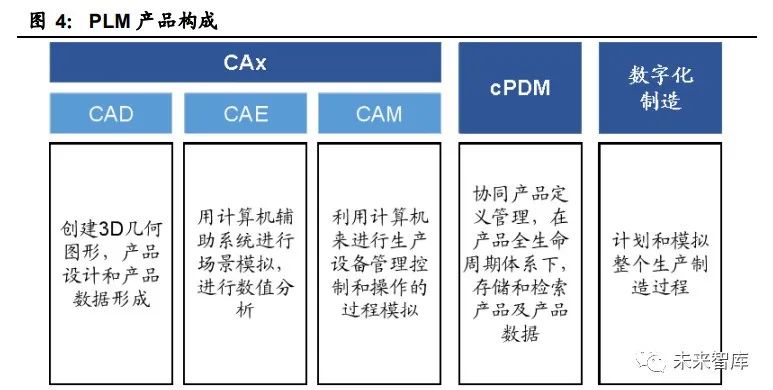 图 4: PLM 产品构成
CAx
CAD
CAE
CAM
cPDM
数字化
制造
创建3D几何
图形，产品
设计和产品
数据形成
用计算机辅
助系统进行
场景模拟，
进行数值分
析
利用计算机
来进行生产
设备管理控
制和操作的
过程模拟
协同产品定
义管理，在
产品全生命
周期体系下，
存储和检索
产品及产品
数据
计划和模拟
整个生产制
造过程
未来智库